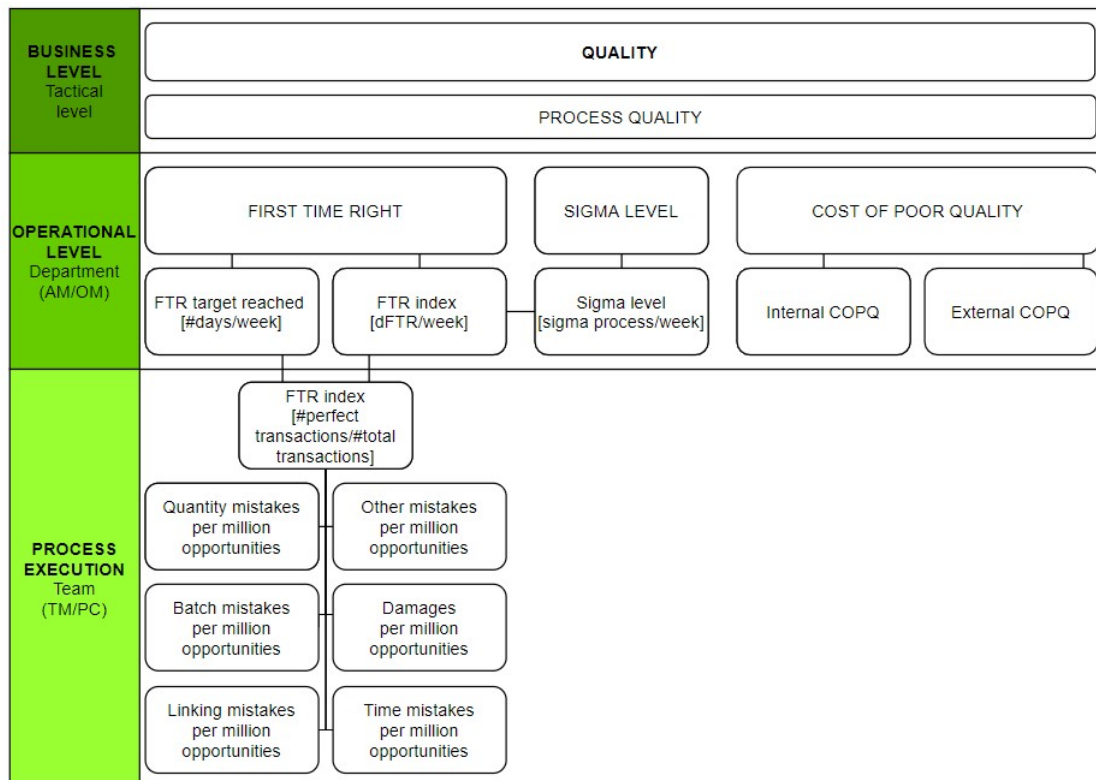 BUSINESS
LEVEL
Tactical
level
QUALITY
PROCESS QUALITY
OPERATIONAL
LEVEL
Department
(AM/OM)
FIRST TIME RIGHT
SIGMA LEVEL
COST OF POOR QUALITY
FTR target reached
[#days/week]
FTR index
[dFTR/week]
Sigma level
[sigma process/week]
Internal COPQ
External COPQ
PROCESS
EXECUTION
Team
(TM/PC)
FTR index
[#perfect
transactions/#total
transactions]
Quantity mistakes
per million
opportunities
Other mistakes
per million
opportunities
Batch mistakes
per million
opportunities
Damages
per million
opportunities
Linking mistakes
per million
opportunities
Time mistakes
per million
opportunities